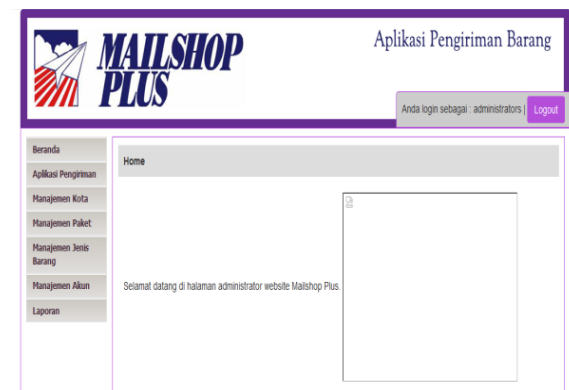 MAILSHOP
PLUS
Aplikasi Pengiriman Barang
Anda login sebagai : administrators | Logout
Beranda
Aplikasi Pengiriman
Manajemen Kota
Manajemen Paket
Manajemen Jenis
Barang
Manajemen Akun
Laporan
Home
Selamat datang di halaman administrator website Mailshop Plus.